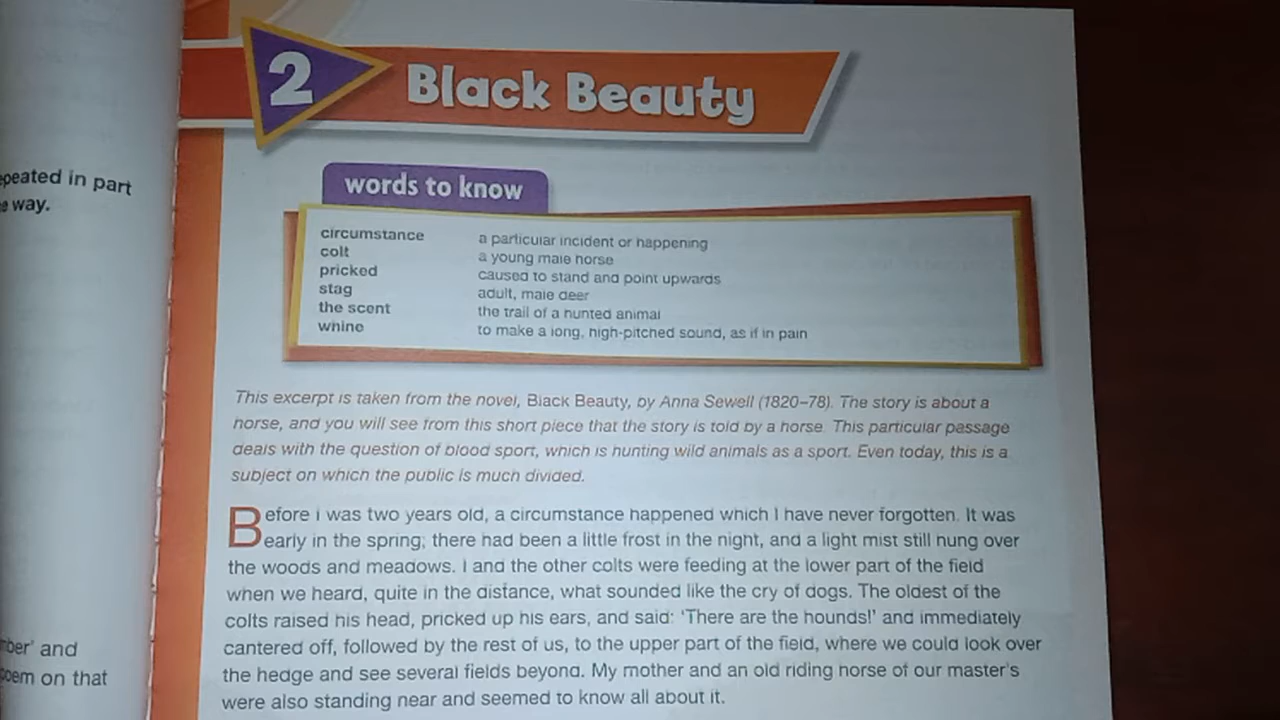 epeated in part
e way.
mber' and
poem on that
2 Black Beauty
words to know
circumstance a particular incident or happening
colt a young male horse
pricked caused to stand and point upwards
stag adult, male deer
the scent the trail of a hunted animal
whine to make a long, high-pitched sound, as if in pain
This excerpt is taken from the novel, Black Beauty, by Anna Sewell (1820–78). The story is about a
horse, and you will see from this short piece that the story is told by a horse. This particular passage
deals with the question of blood sport, which is hunting wild animals as a sport. Even today, this is a
subject on which the public is much divided.
Before I was two years old, a circumstance happened which I have never forgotten. It was
early in the spring; there had been a little frost in the night, and a light mist still hung over
the woods and meadows. I and the other colts were feeding at the lower part of the field
when we heard, quite in the distance, what sounded like the cry of dogs. The oldest of the
colts raised his head, pricked up his ears, and said: 'There are the hounds!' and immediately
cantered off, followed by the rest of us, to the upper part of the field, where we could look over
the hedge and see several fields beyond. My mother and an old riding horse of our master's
were also standing near and seemed to know all about it.